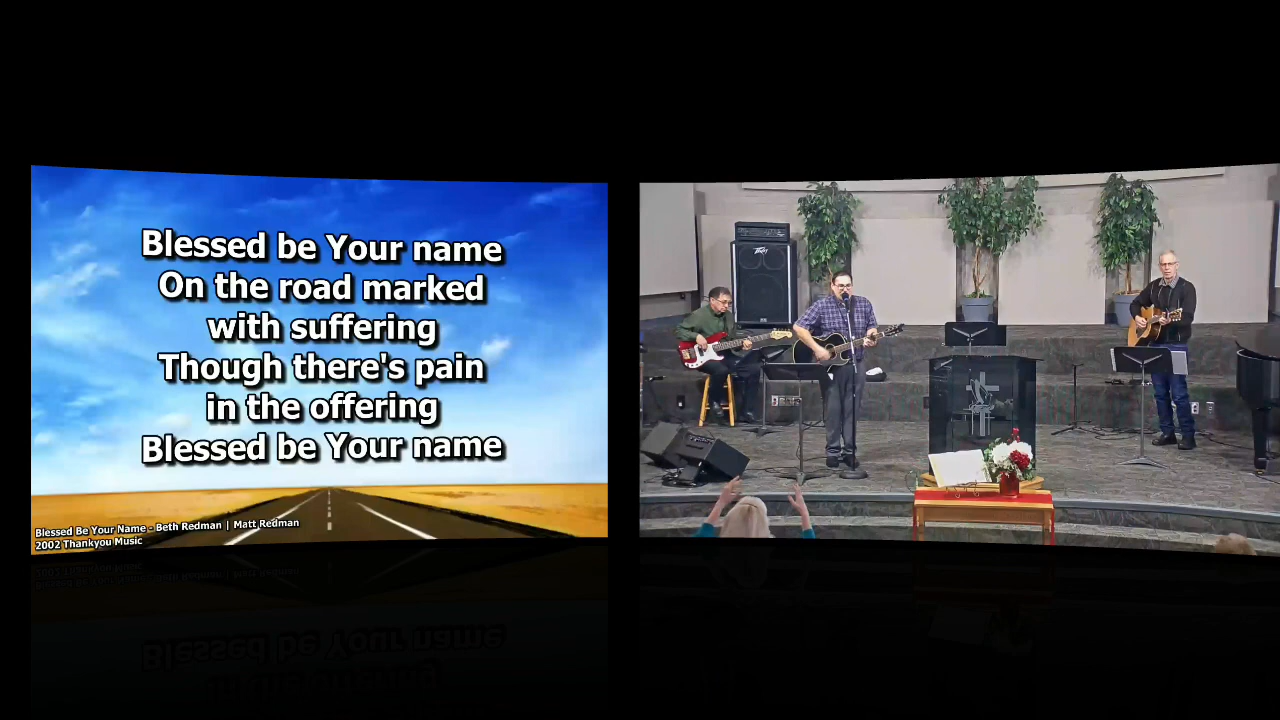 Blessed be Your name
On the road marked
with suffering
Though there's pain
in the offering
Blessed be Your name
Blessed Be Your Name - Beth Redman | Matt Redman
2002 Thankyou Music
PEAVEY